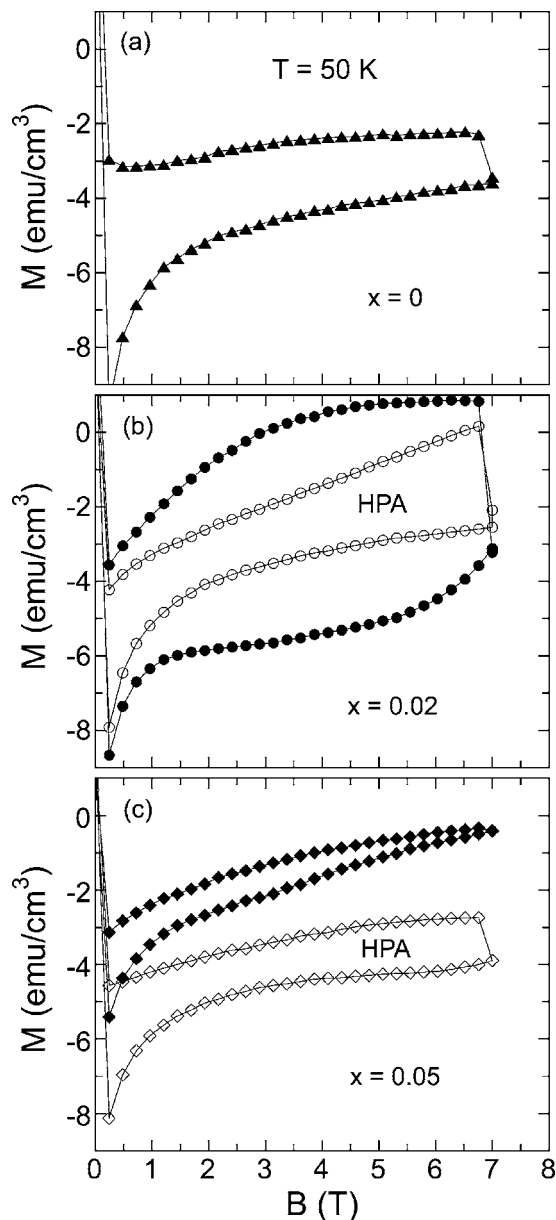 (a)
T = 50 K
0
-2
-4
-6
-8
M (emu/cm³)
x = 0
(b)
0
-2
-4
-6
-8
M (emu/cm³)
HPA
x = 0.02
(c)
0
-2
-4
-6
-8
M (emu/cm³)
HPA
x = 0.05
0 1 2 3 4 5 6 7 8
B (T)